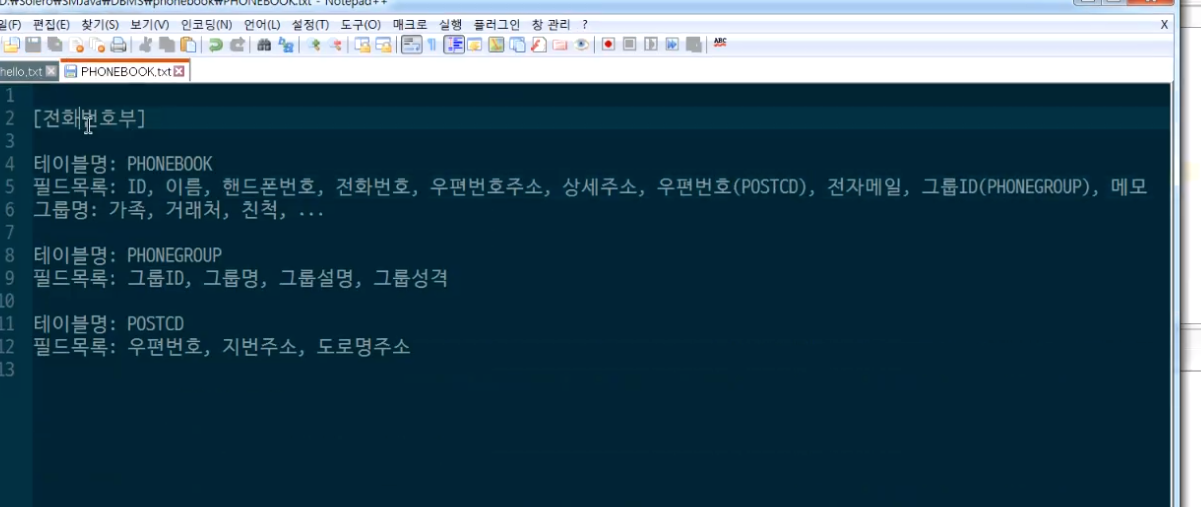 D:₩Solero₩SMJava₩DBMS₩phonebook₩PHONEBOOK.txt - Notepad++
일(F) 편집(E) 찾기(S) 보기(V) 인코딩(N) 언어(L) 설정(T) 도구(O) 매크로 실행 플러그인 창 관리 ? X
hello.txt PHONEBOOK.txt
1
2 [전화번호부]
3
4 테이블명: PHONEBOOK
5 필드목록: ID, 이름, 핸드폰번호, 전화번호, 우편번호주소, 상세주소, 우편번호(POSTCD), 전자메일, 그룹ID(PHONEGROUP), 메모
6 그룹명: 가족, 거래처, 친척, ...
7
8 테이블명: PHONEGROUP
9 필드목록: 그룹ID, 그룹명, 그룹설명, 그룹성격
10
11 테이블명: POSTCD
12 필드목록: 우편번호, 지번주소, 도로명주소
13